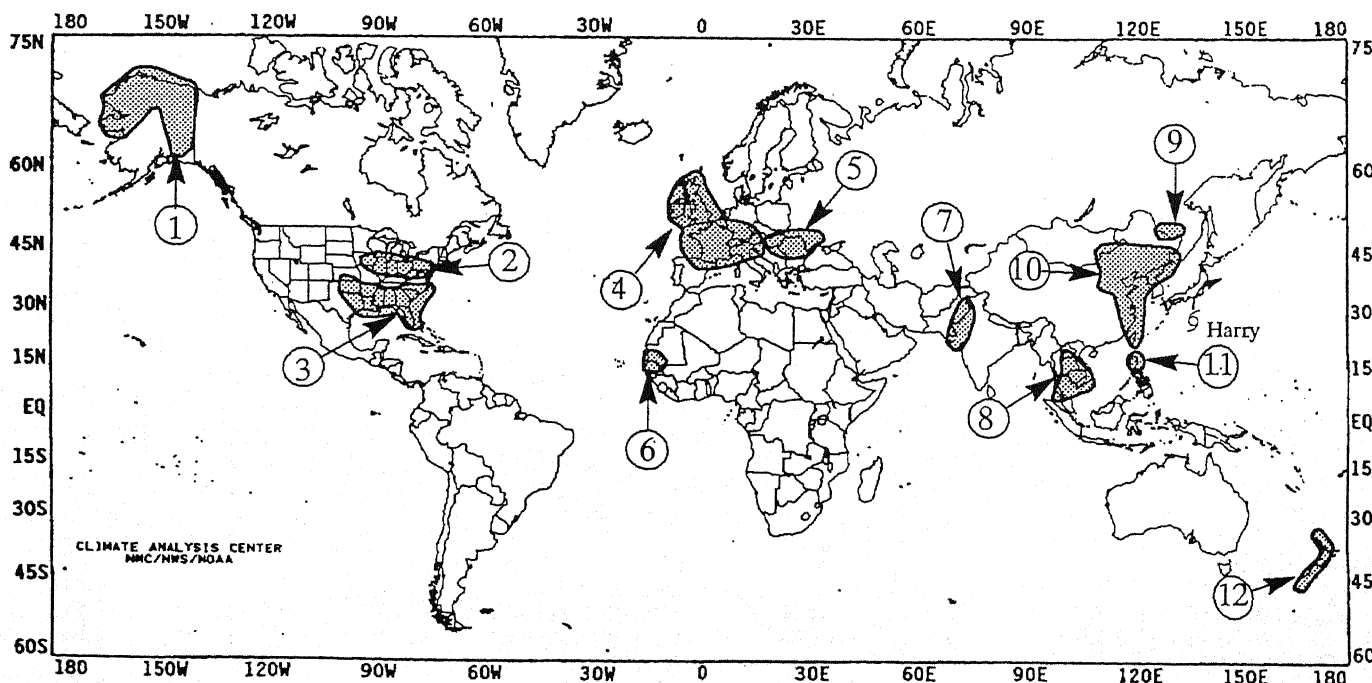 180 150W 120W 90W 60W 30W 0 30E 60E 90E 120E 150E 180
75N 75
9
5
60N 60
1
7
45N 2 45
4 10
30N 30
Harry
3 11
15N 15
8
EQ EQ
6
15S 15
30S 30
CLIMATE ANALYSIS CENTER
NMC/NWS/NOAA
45S 12 45
60S 60
180 150W 120W 90W 60W 30W 0 30E 60E 90E 120E 150E 180